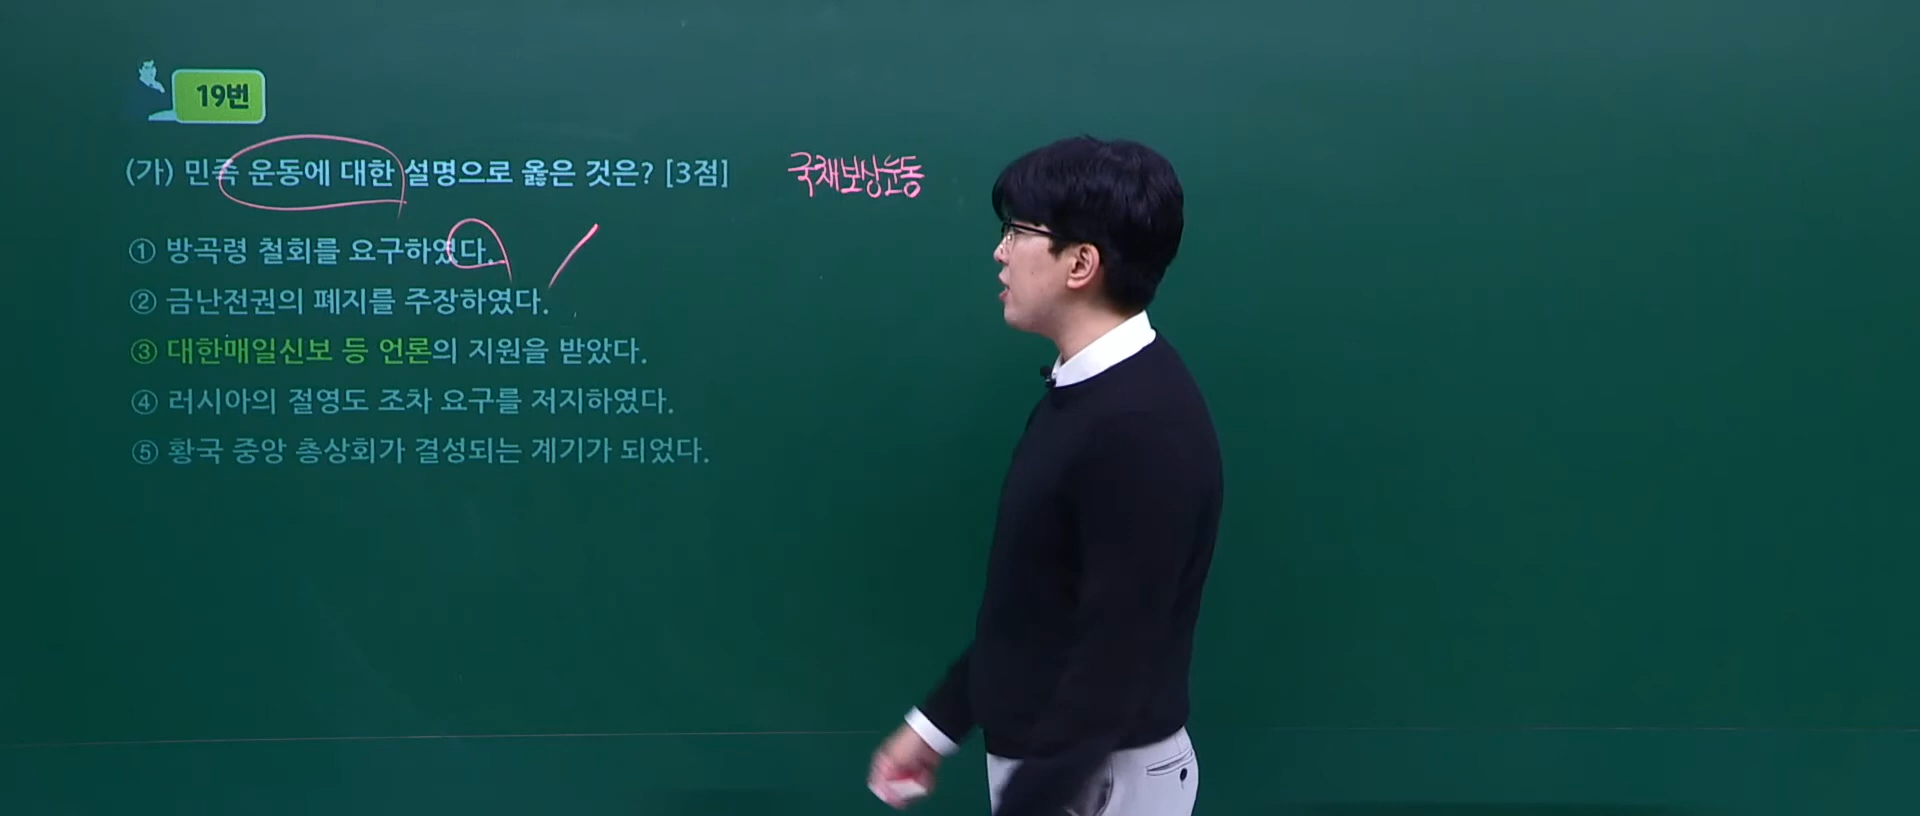 19번
(가) 민족 운동에 대한 설명으로 옳은 것은? [3점]
국채보상운동
① 방곡령 철회를 요구하였다.
② 금난전권의 폐지를 주장하였다.
③ 대한매일신보 등 언론의 지원을 받았다.
④ 러시아의 절영도 조차 요구를 저지하였다.
⑤ 황국 중앙 총상회가 결성되는 계기가 되었다.